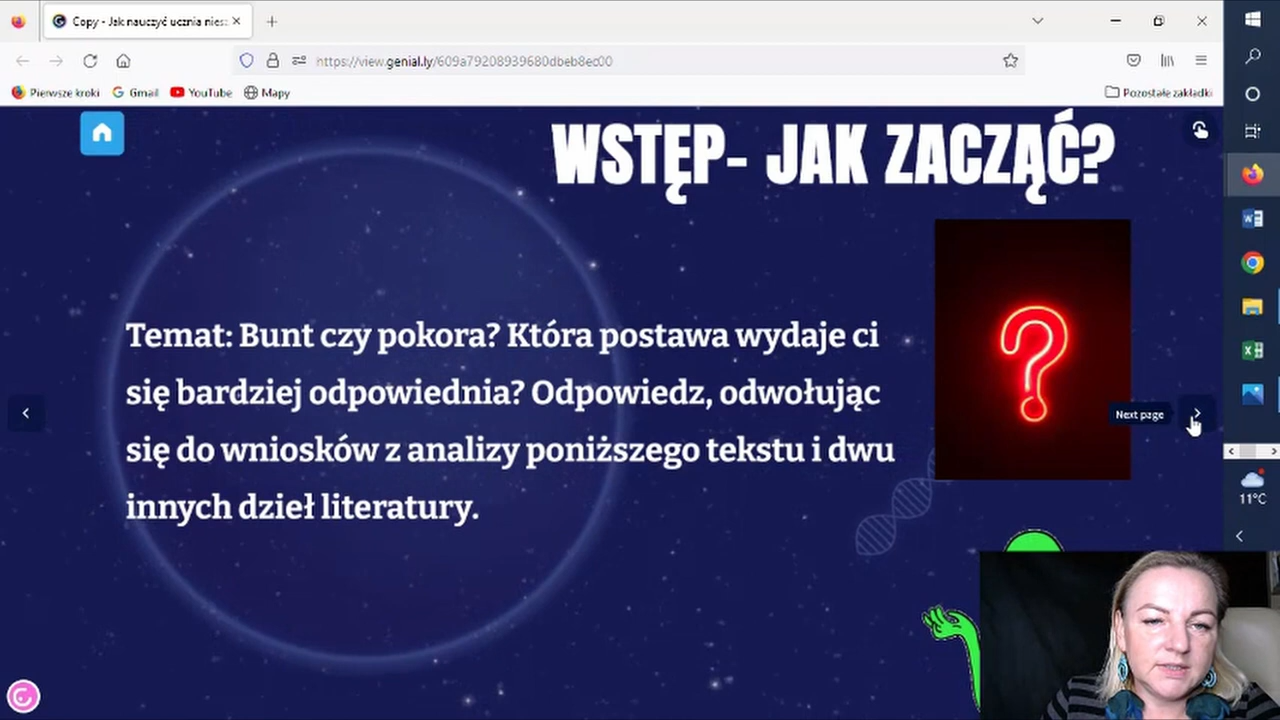 Copy - Jak nauczyć ucznia nies
https://view.genial.ly/609a79208939680dbeb8ec00
Pierwsze kroki
Gmail
YouTube
Mapy
Pozostałe zakładki
WSTĘP- JAK ZACZĄĆ?
Temat: Bunt czy pokora? Która postawa wydaje ci
się bardziej odpowiednia? Odpowiedz, odwołując
się do wniosków z analizy poniższego tekstu i dwu
innych dzieł literatury.
Next page
11°C